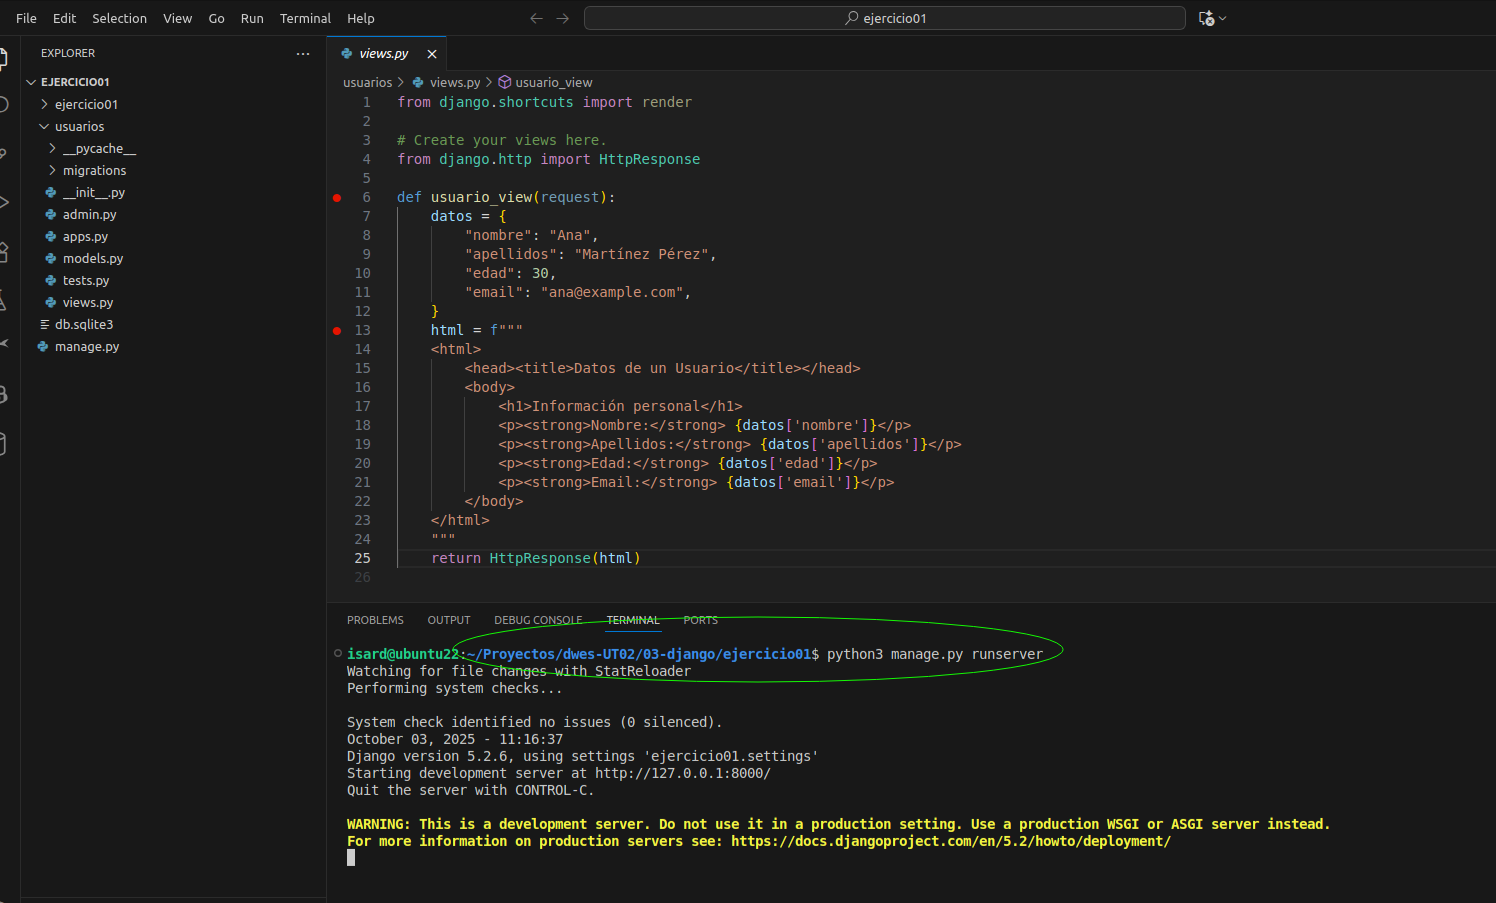 File Edit Selection View Go Run Terminal Help
ejercicio01
EXPLORER
EJERCICIO01
ejercicio01
usuarios
__pycache__
migrations
__init__.py
admin.py
apps.py
models.py
tests.py
views.py
db.sqlite3
manage.py
views.py
usuarios > views.py > usuario_view
1 from django.shortcuts import render
2
3 # Create your views here.
4 from django.http import HttpResponse
5
6 def usuario_view(request):
7     datos = {
8         "nombre": "Ana",
9         "apellidos": "Martínez Pérez",
10         "edad": 30,
11         "email": "ana@example.com",
12     }
13     html = f"""
14     <html>
15         <head><title>Datos de un Usuario</title></head>
16         <body>
17             <h1>Información personal</h1>
18             <p><strong>Nombre:</strong> {datos['nombre']}</p>
19             <p><strong>Apellidos:</strong> {datos['apellidos']}</p>
20             <p><strong>Edad:</strong> {datos['edad']}</p>
21             <p><strong>Email:</strong> {datos['email']}</p>
22         </body>
23     </html>
24     """
25     return HttpResponse(html)
26
PROBLEMS OUTPUT DEBUG CONSOLE TERMINAL PORTS
isard@ubuntu22:~/Proyectos/dwes-UT02/03-django/ejercicio01$ python3 manage.py runserver
Watching for file changes with StatReloader
Performing system checks...
System check identified no issues (0 silenced).
October 03, 2025 - 11:16:37
Django version 5.2.6, using settings 'ejercicio01.settings'
Starting development server at http://127.0.0.1:8000/
Quit the server with CONTROL-C.
WARNING: This is a development server. Do not use it in a production setting. Use a production WSGI or ASGI server instead.
For more information on production servers see: https://docs.djangoproject.com/en/5.2/howto/deployment/